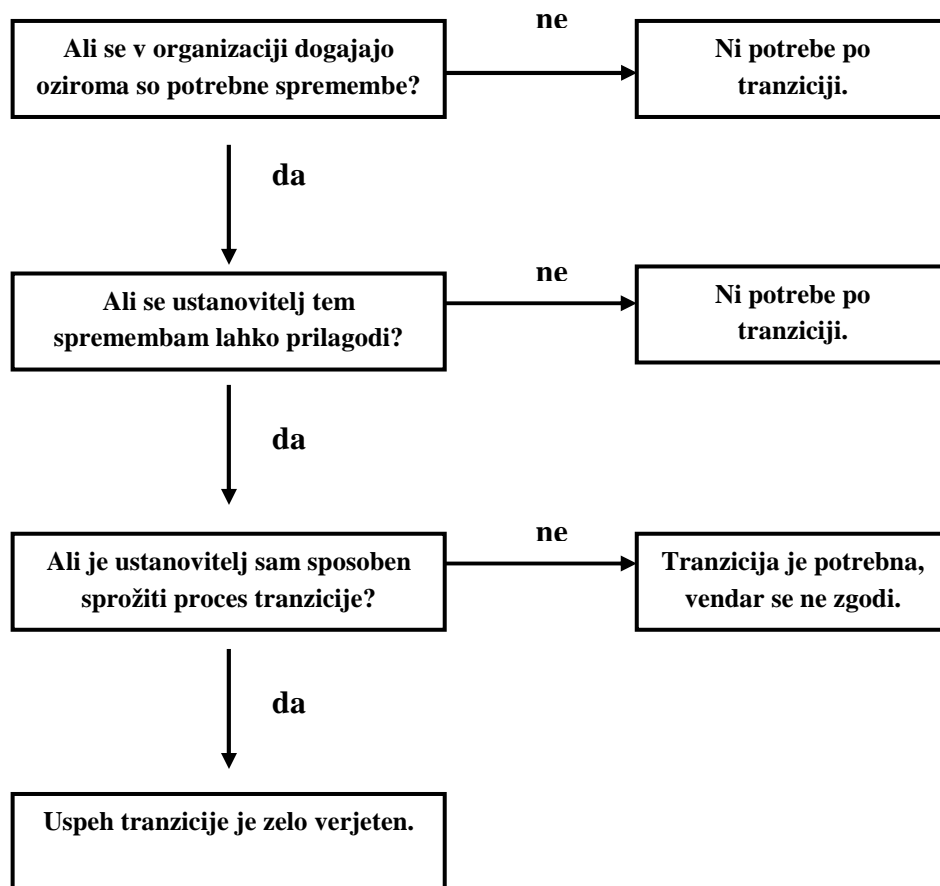 Ali se v organizaciji dogajajo
oziroma so potrebne spremembe?
ne
Ni potrebe po
tranziciji.
da
Ali se ustanovitelj tem
spremembam lahko prilagodi?
ne
Ni potrebe po
tranziciji.
da
Ali je ustanovitelj sam sposoben
sprožiti proces tranzicije?
ne
Tranzicija je potrebna,
vendar se ne zgodi.
da
Uspeh tranzicije je zelo verjeten.